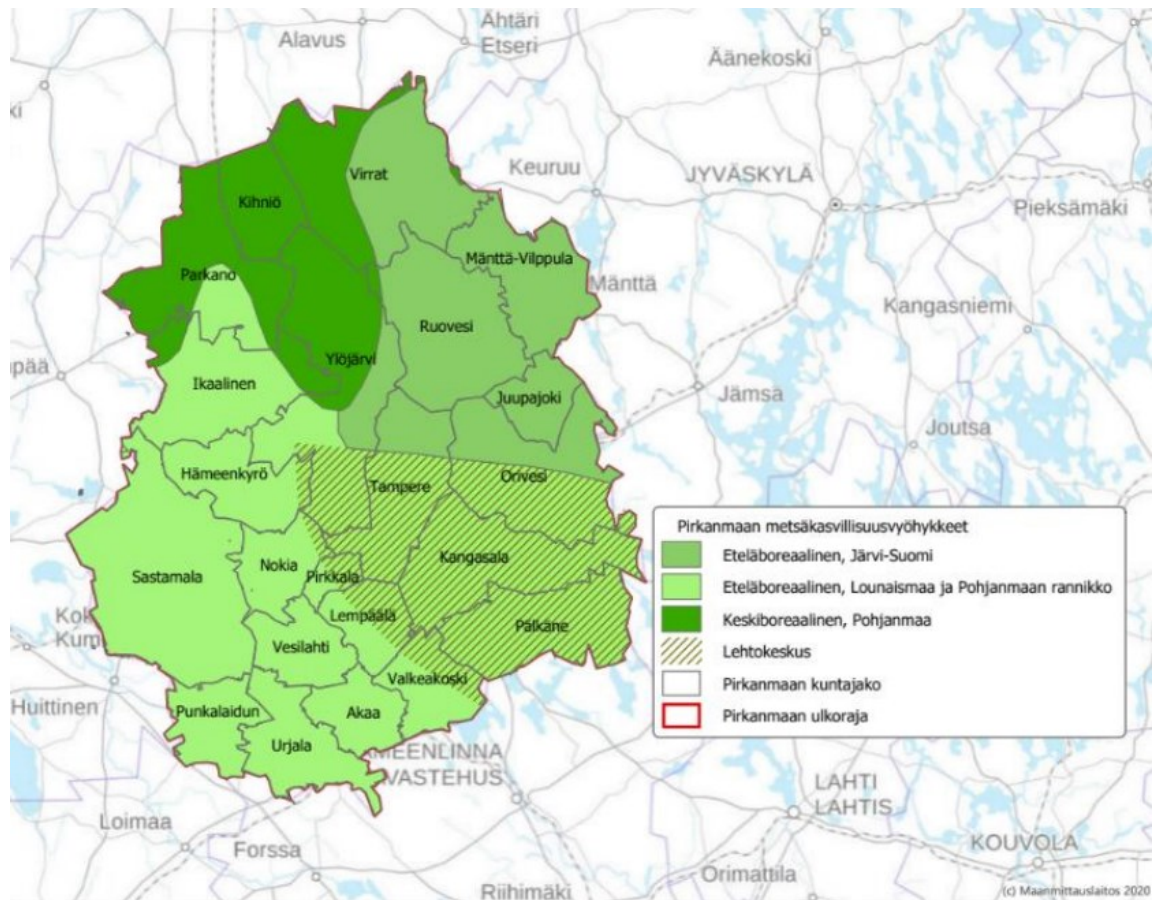 Ähtäri
Etseri
Alavus
Äänekoski
Keuruu
JYVÄSKYLÄ
Pieksämäki
Virrat
Kihniö
Mänttä-Vilppula
Mänttä
Parkano
Kangasniemi
Ruovesi
Ylöjärvi
Ikaalinen
Juupajoki
Jämsä
Joutsa
Hämeenkyrö
Tampere
Orivesi
Kangasala
Nokia
Pirkkala
Sastamala
Lempäälä
Pälkäne
Vesilahti
Valkeakoski
Huittinen
Punkalaidun
Akaa
Urjala
Pirkanmaan metsäkasvillisuusvyöhykkeet
Eteläboreaalinen, Järvi-Suomi
Eteläboreaalinen, Lounaismaa ja Pohjanmaan rannikko
Keskiboreaalinen, Pohjanmaa
Lehtokeskus
Pirkanmaan kuntajako
Pirkanmaan ulkoraja
LAHTI
LAHTIS
Loimaa
Forssa
KOUVOLA
Orimattila
Riihimäki
(c) Maanmittauslaitos 2020